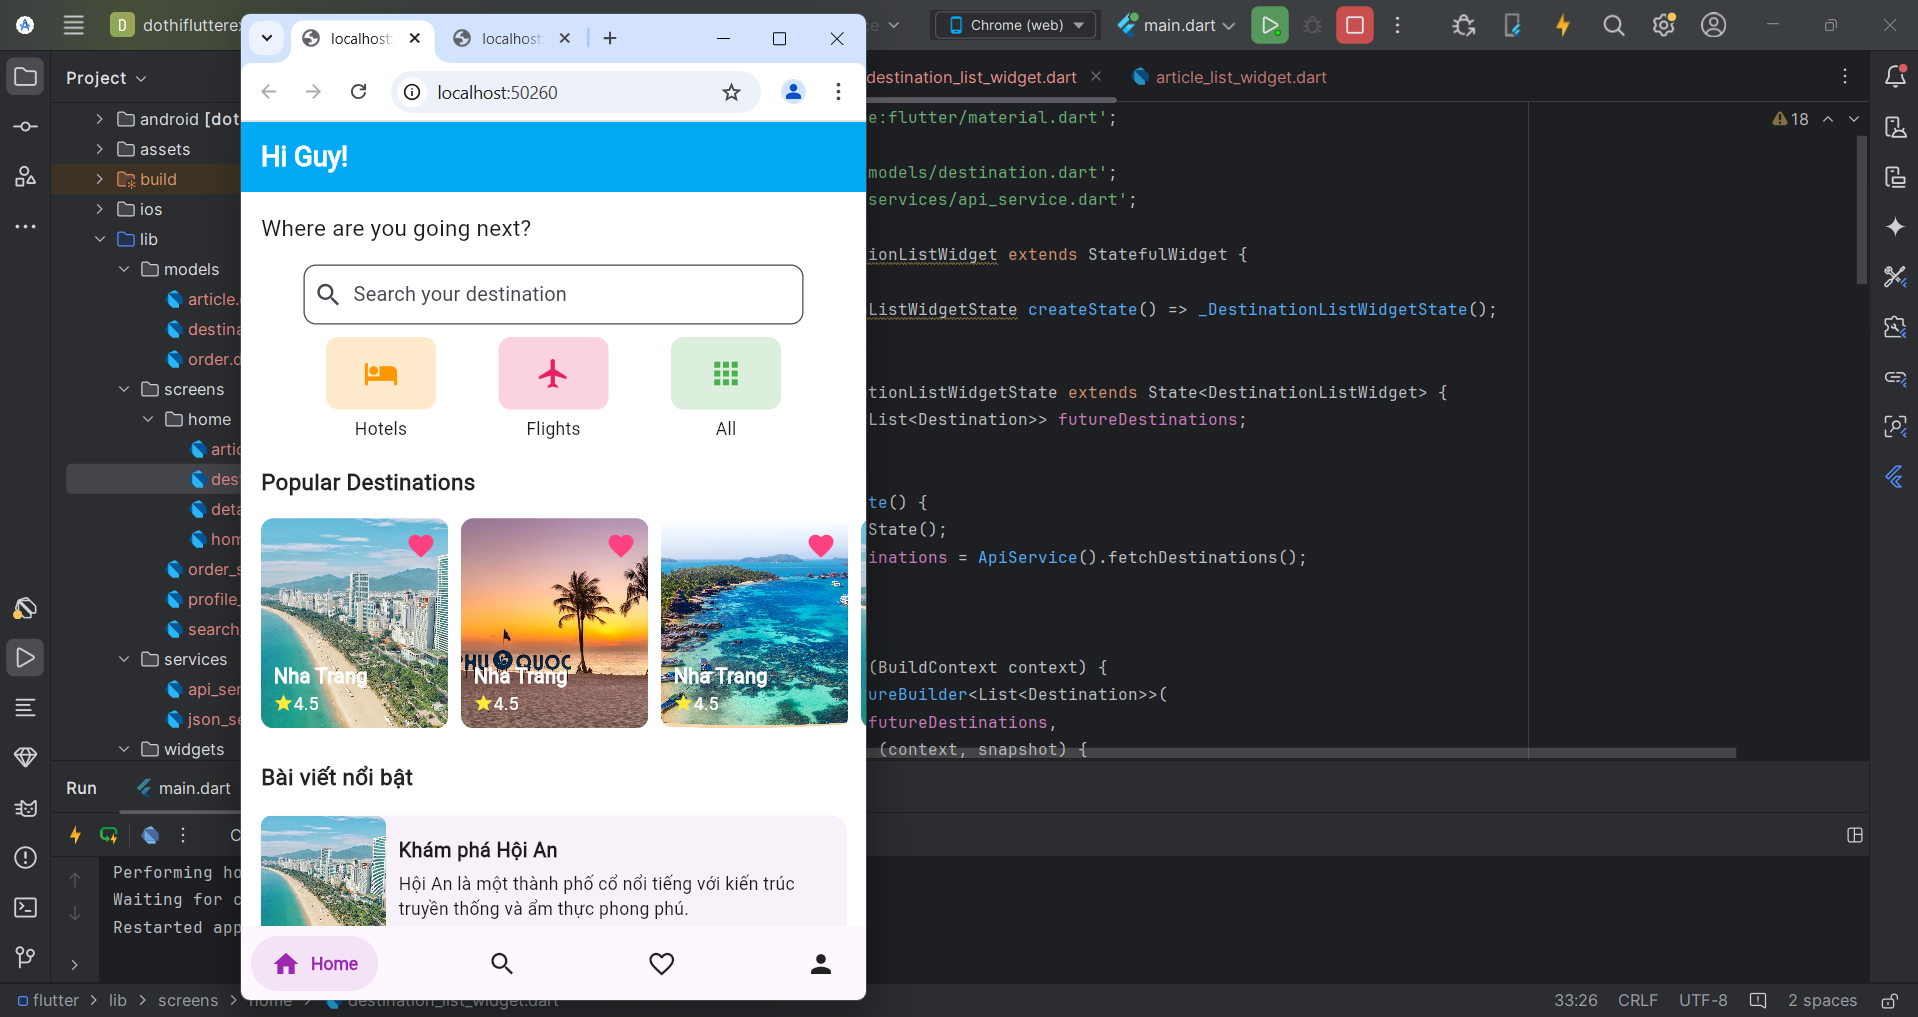 D dothiflutterex
localhost:
localhost
Chrome (web)
main.dart
Project
localhost:50260
destination_list_widget.dart
article_list_widget.dart
android [dot
assets
build
ios
lib
models
article.
destina
order.d
screens
home
artic
des
deta
hom
order_s
profile_
search_
services
api_ser
json_se
widgets
Hi Guy!
Where are you going next?
Search your destination
Hotels
Flights
All
Popular Destinations
PHU QUOC
Nha Trang
4.5
Nha Trang
4.5
Nha Trang
4.5
Bài viết nổi bật
Khám phá Hội An
Hội An là một thành phố cổ nổi tiếng với kiến trúc
truyền thống và ẩm thực phong phú.
Home
e:flutter/material.dart';
18
models/destination.dart';
services/api_service.dart';
ionListWidget extends StatefulWidget {
ListWidgetState createState() => _DestinationListWidgetState();
tionListWidgetState extends State<DestinationListWidget> {
List<Destination>> futureDestinations;
te() {
State();
inations = ApiService().fetchDestinations();
(BuildContext context) {
ureBuilder<List<Destination>>(
futureDestinations,
(context, snapshot) {
Run
main.dart
C
Performing ho
Waiting for c
Restarted app
flutter > lib > screens > home > destination_list_widget.dart
33:26
CRLF
UTF-8
2 spaces